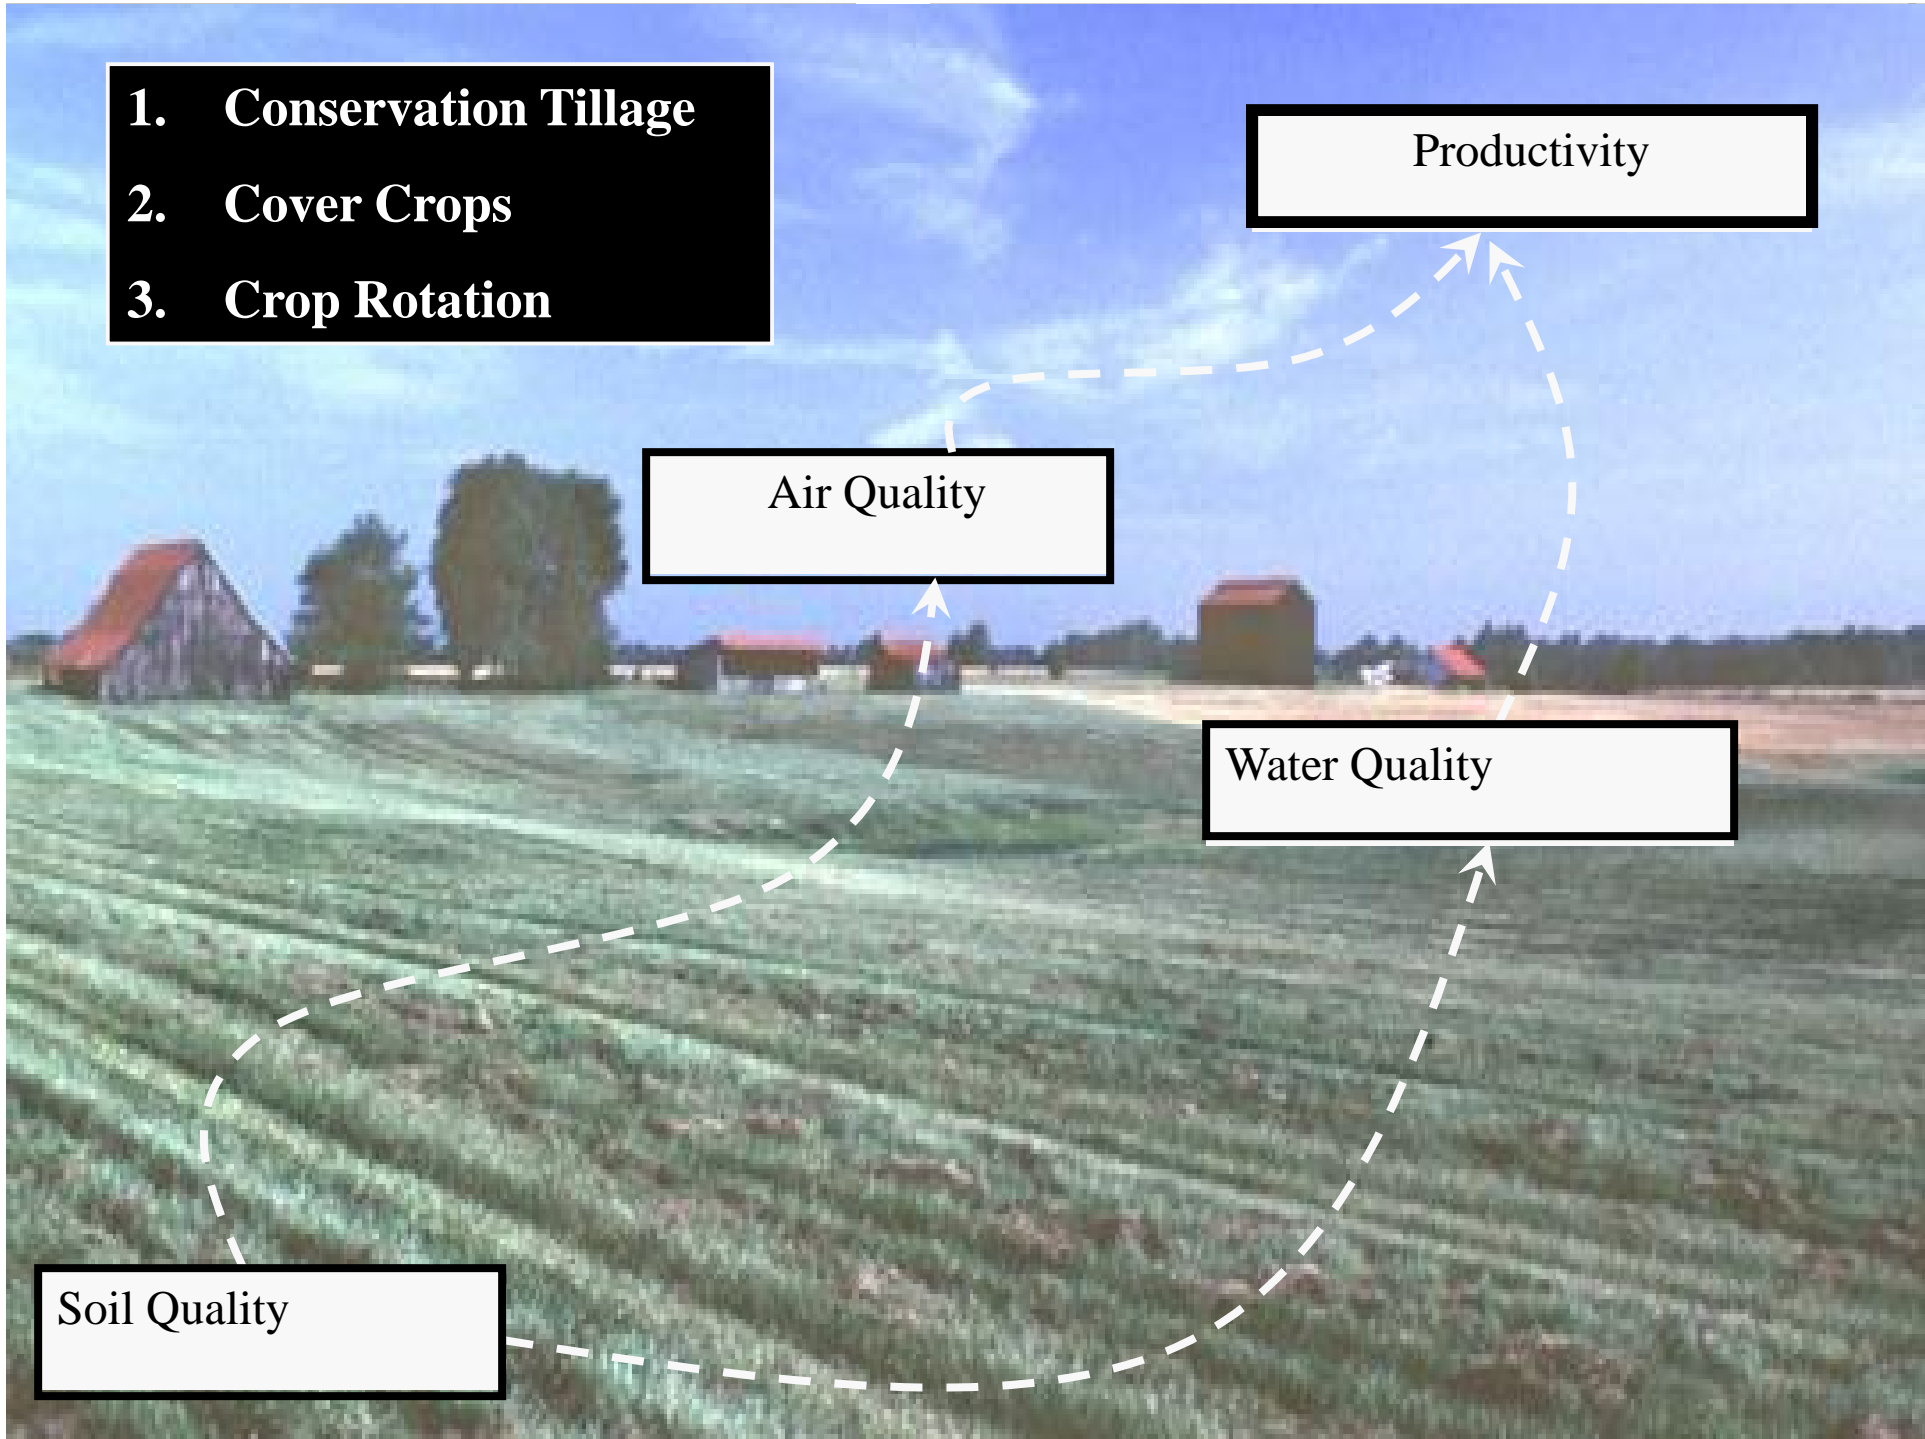 1. Conservation Tillage
2. Cover Crops
3. Crop Rotation
Productivity
Air Quality
Water Quality
Soil Quality